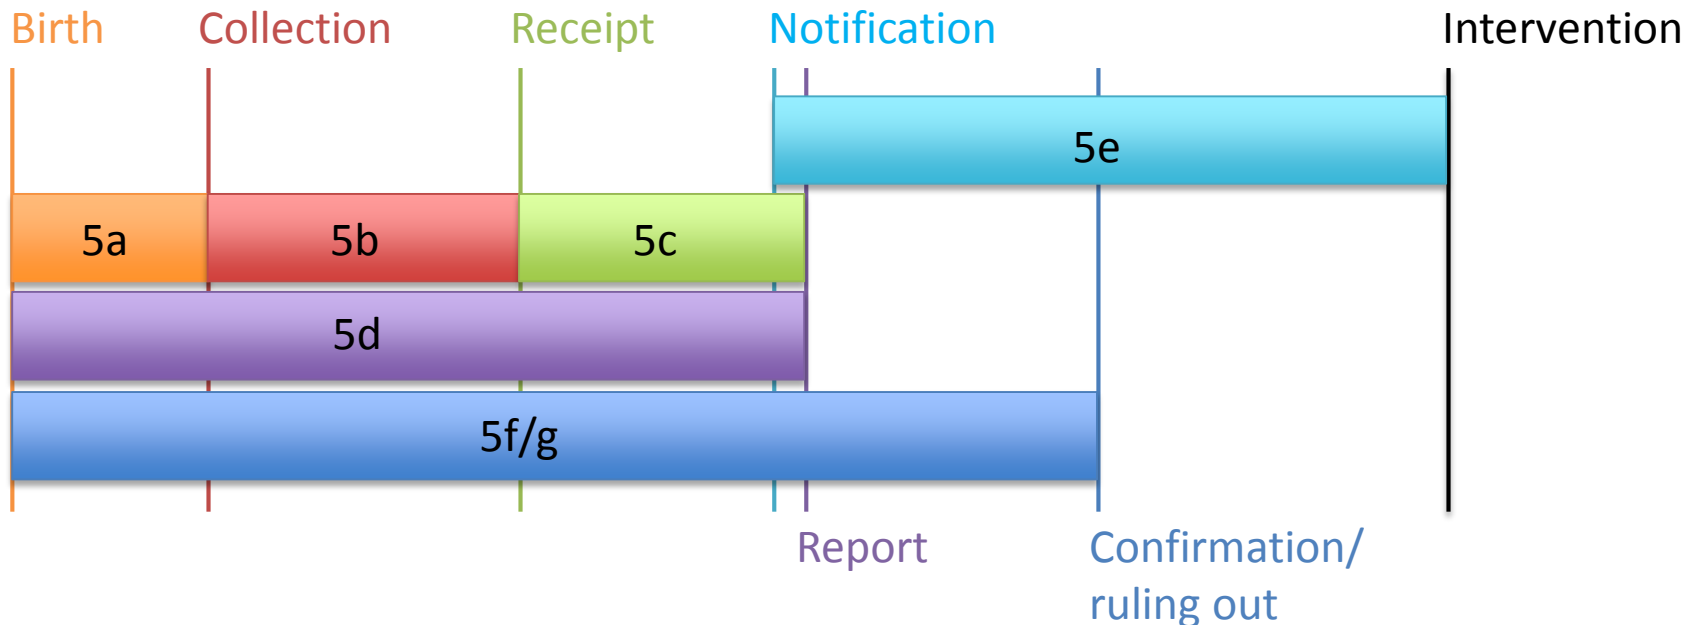 Birth Collection Receipt Notification Intervention
5e
5a 5b 5c
5d
5f/g
Report Confirmation/
ruling out